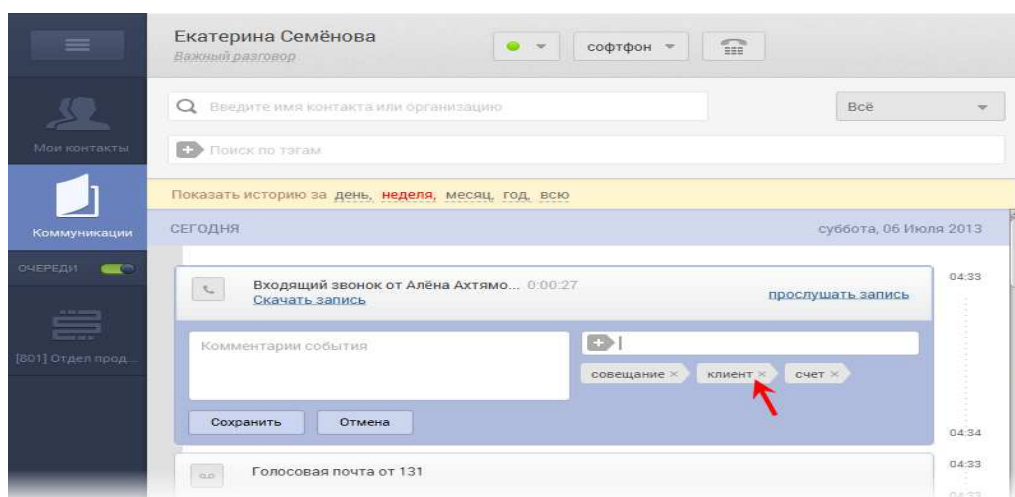 Екатерина Семёнова
Важный разговор
софтфон
Введите имя контакта или организацию
Всё
Мои контакты
Поиск по тэгам
Показать историю за день, неделя, месяц, год, всю
Коммуникации
СЕГОДНЯ
суббота, 06 Июля 2013
ОЧЕРЕДИ
Входящий звонок от Алёна Ахтямо... 0:00:27
04:33
Скачать запись
прослушать запись
[801] Отдел прод...
Комментарии события
совещание × клиент × счет ×
Сохранить
Отмена
04:34
Голосовая почта от 131
04:33
04:33